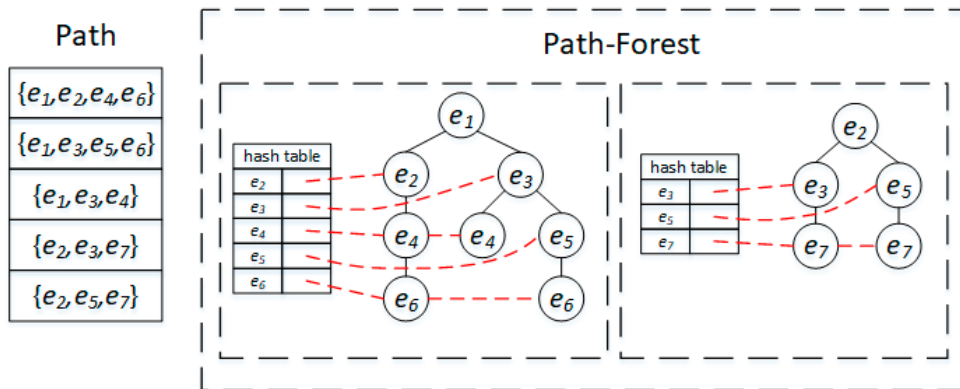 Path
{e1,e2,e4,e6}
{e1,e3,e5,e6}
{e1,e3,e4}
{e2,e3,e7}
{e2,e5,e7}
Path-Forest
hash table
e2
e3
e4
e5
e6
e1
e2
e3
e4
e4
e5
e6
e6
hash table
e3
e5
e7
e2
e3
e5
e7
e7